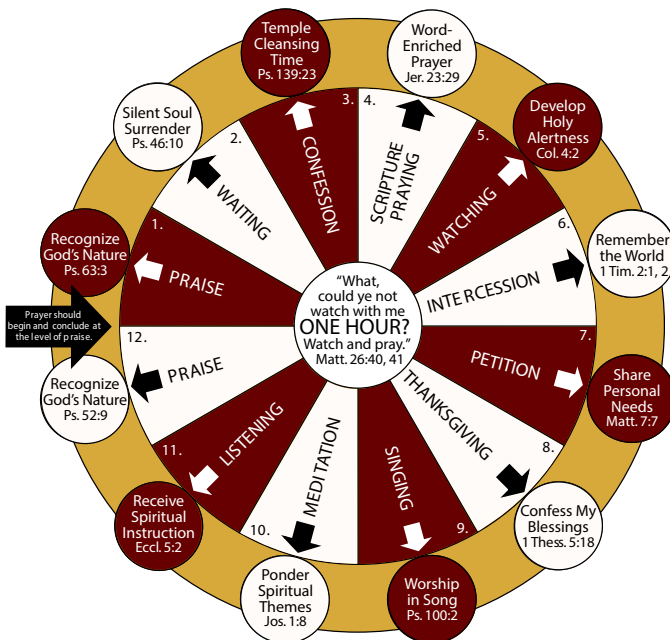 Prayer should
begin and conclude at
the level of praise.
1.
PRAISE
Recognize
God's Nature
Ps. 63:3
2.
WAITING
Silent Soul
Surrender
Ps. 46:10
3.
CONFESSION
Temple
Cleansing
Time
Ps. 139:23
4.
SCRIPTURE
PRAYING
Word-
Enriched
Prayer
Jer. 23:29
5.
WATCHING
Develop
Holy
Alertness
Col. 4:2
6.
INTERCESSION
Remember
the World
1 Tim. 2:1, 2
7.
PETITION
Share
Personal
Needs
Matt. 7:7
8.
THANKSGIVING
Confess My
Blessings
1 Thess. 5:18
9.
SINGING
Worship
in Song
Ps. 100:2
10.
MEDITATION
Ponder
Spiritual
Themes
Jos. 1:8
11.
LISTENING
Receive
Spiritual
Instruction
Eccl. 5:2
12.
PRAISE
Recognize
God's Nature
Ps. 52:9
"What,
could ye not
watch with me
ONE HOUR?
Watch and pray."
Matt. 26:40, 41